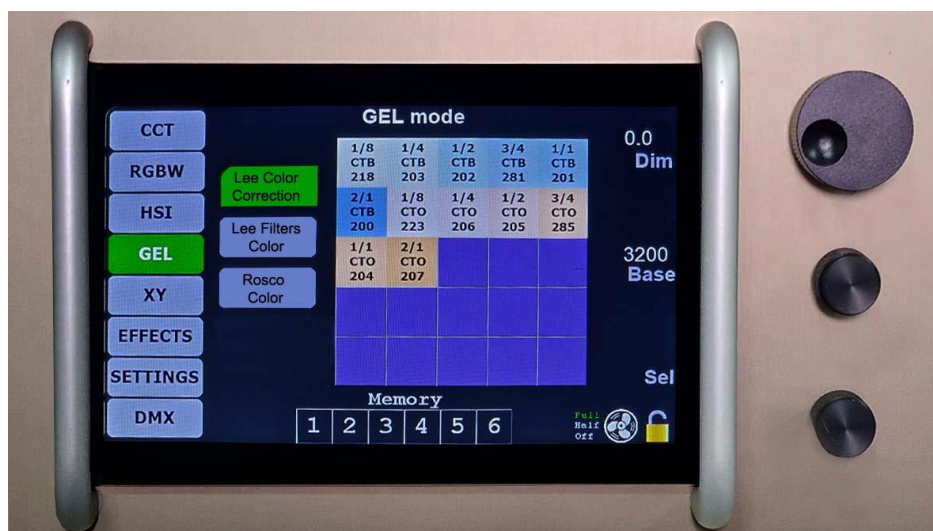 GEL mode
CCT
RGBW
HSI
GEL
XY
EFFECTS
SETTINGS
DMX
Lee Color
Correction
Lee Filters
Color
Rosco
Color
1/8 1/4 1/2 3/4 1/1
CTB CTB CTB CTB CTB
218 203 202 281 201
2/1 1/8 1/4 1/2 3/4
CTB CTO CTO CTO CTO
200 223 206 205 285
1/1 2/1
CTO CTO
204 207
0.0
Dim
3200
Base
Sel
Memory
1 2 3 4 5 6
Full
Half
Off